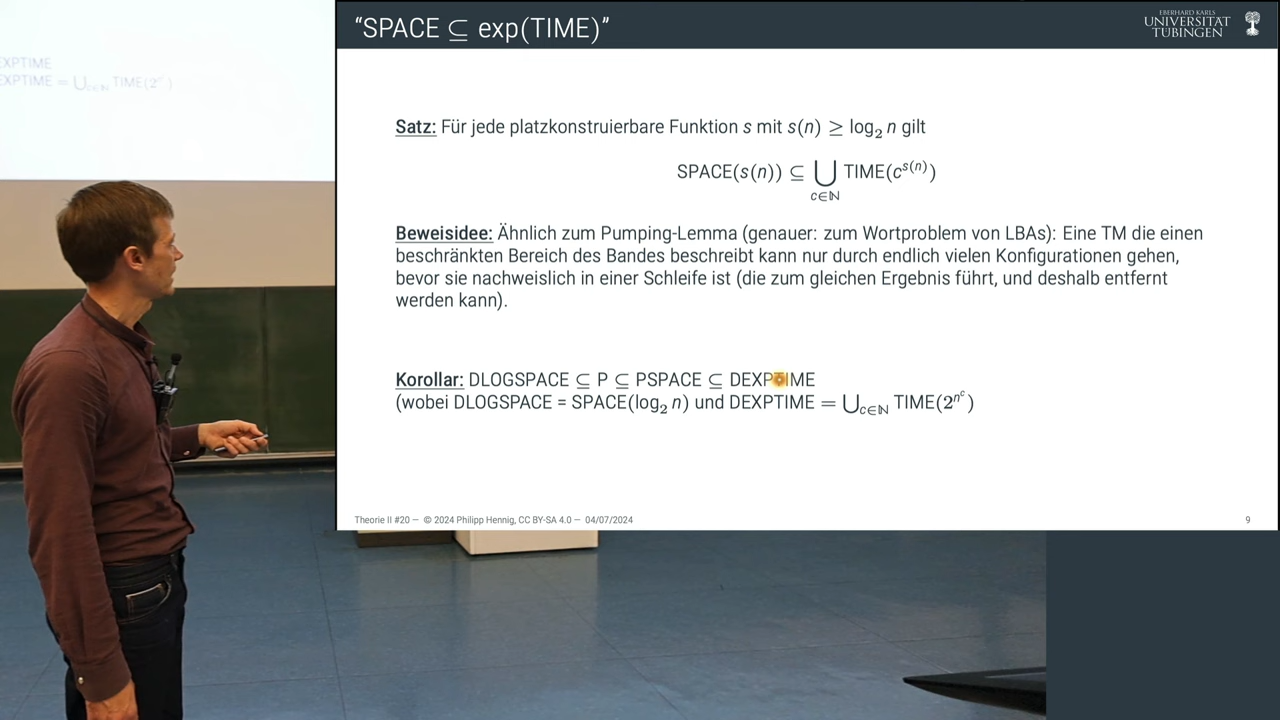 “SPACE ⊆ exp(TIME)”
EBERHARD KARLS
UNIVERSITÄT
TÜBINGEN
EXPTIME
EXPTIME = ⋃c∈ℕ TIME(2^n^c)
Satz: Für jede platzkonstruierbare Funktion s mit s(n) ≥ log₂ n gilt
SPACE(s(n)) ⊆ ⋃ TIME(c^s(n))
c∈ℕ
Beweisidee: Ähnlich zum Pumping-Lemma (genauer: zum Wortproblem von LBAs): Eine TM die einen
beschränkten Bereich des Bandes beschreibt kann nur durch endlich vielen Konfigurationen gehen,
bevor sie nachweislich in einer Schleife ist (die zum gleichen Ergebnis führt, und deshalb entfernt
werden kann).
Korollar: DLOGSPACE ⊆ P ⊆ PSPACE ⊆ DEXPTIME
(wobei DLOGSPACE = SPACE(log₂ n) und DEXPTIME = ⋃c∈ℕ TIME(2^n^c)
Theorie II #20 — © 2024 Philipp Hennig, CC BY-SA 4.0 — 04/07/2024
9